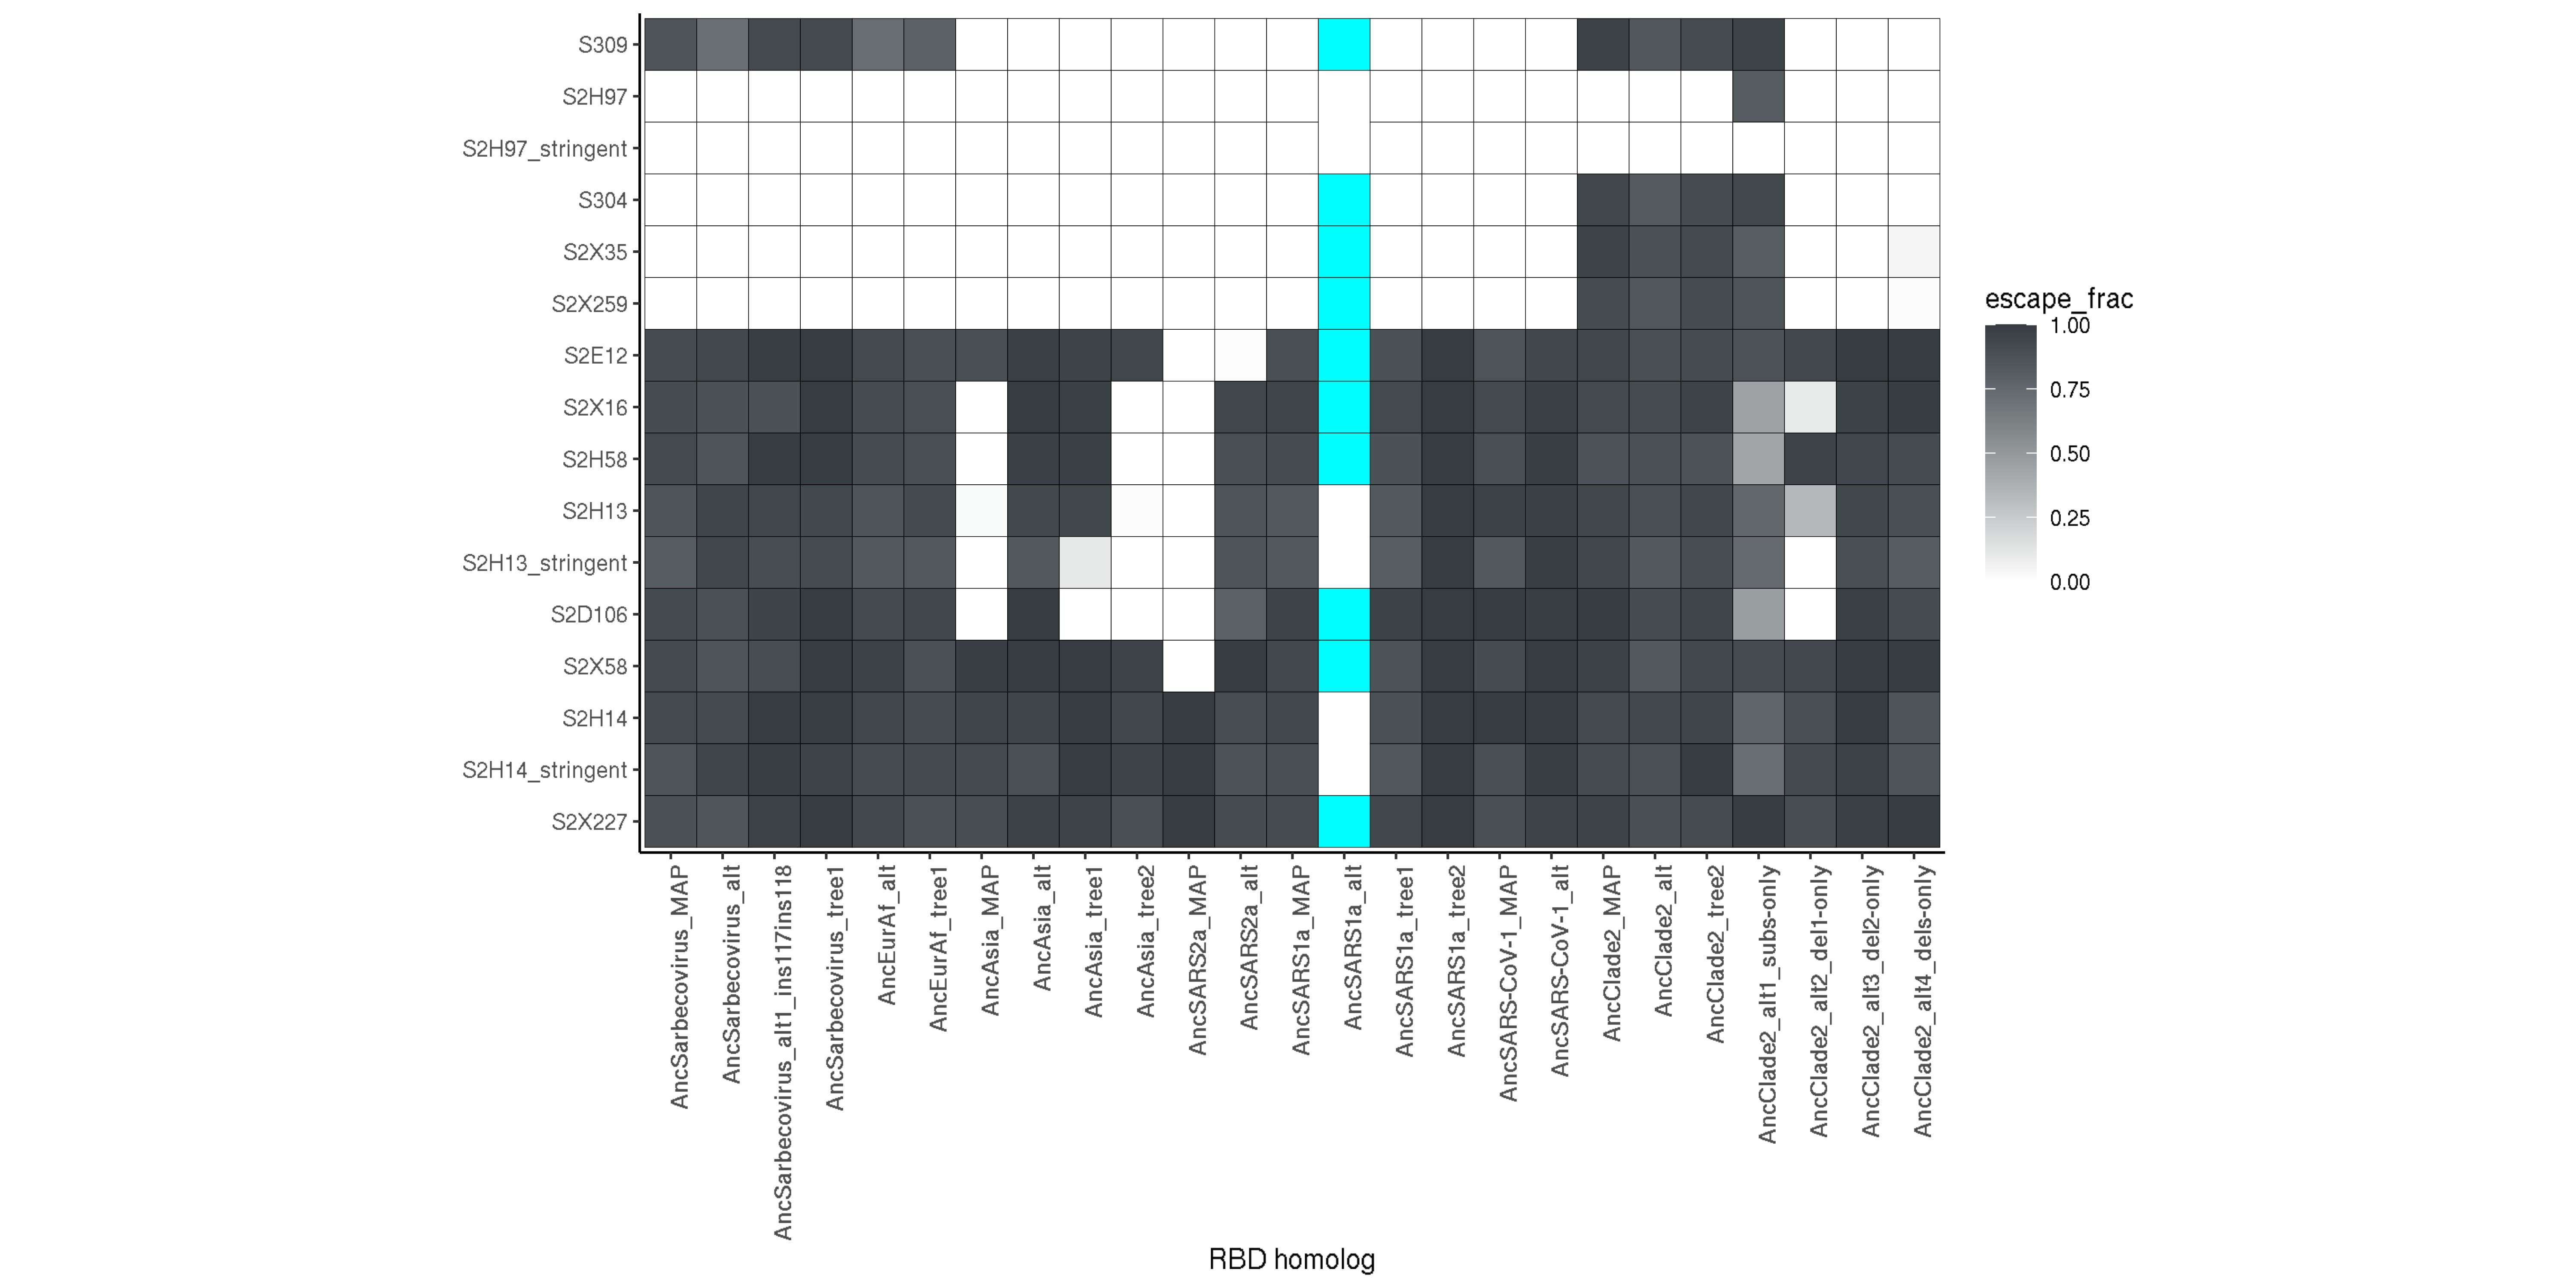 S309
S2H97
S2H97_stringent
S304
S2X35
S2X259
S2E12
S2X16
S2H58
S2H13
S2H13_stringent
S2D106
S2X58
S2H14
S2H14_stringent
S2X227
AncSarbecovirus_MAP
AncSarbecovirus_alt
AncSarbecovirus_alt1_ins117ins118
AncSarbecovirus_tree1
AncEurAf_alt
AncEurAf_tree1
AncAsia_MAP
AncAsia_alt
AncAsia_tree1
AncAsia_tree2
AncSARS2a_MAP
AncSARS2a_alt
AncSARS1a_MAP
AncSARS1a_alt
AncSARS1a_tree1
AncSARS1a_tree2
AncSARS-CoV-1_MAP
AncSARS-CoV-1_alt
AncClade2_MAP
AncClade2_alt
AncClade2_tree2
AncClade2_alt1_subs-only
AncClade2_alt2_del1-only
AncClade2_alt3_del2-only
AncClade2_alt4_dels-only
RBD homolog
escape_frac
1.00
0.75
0.50
0.25
0.00